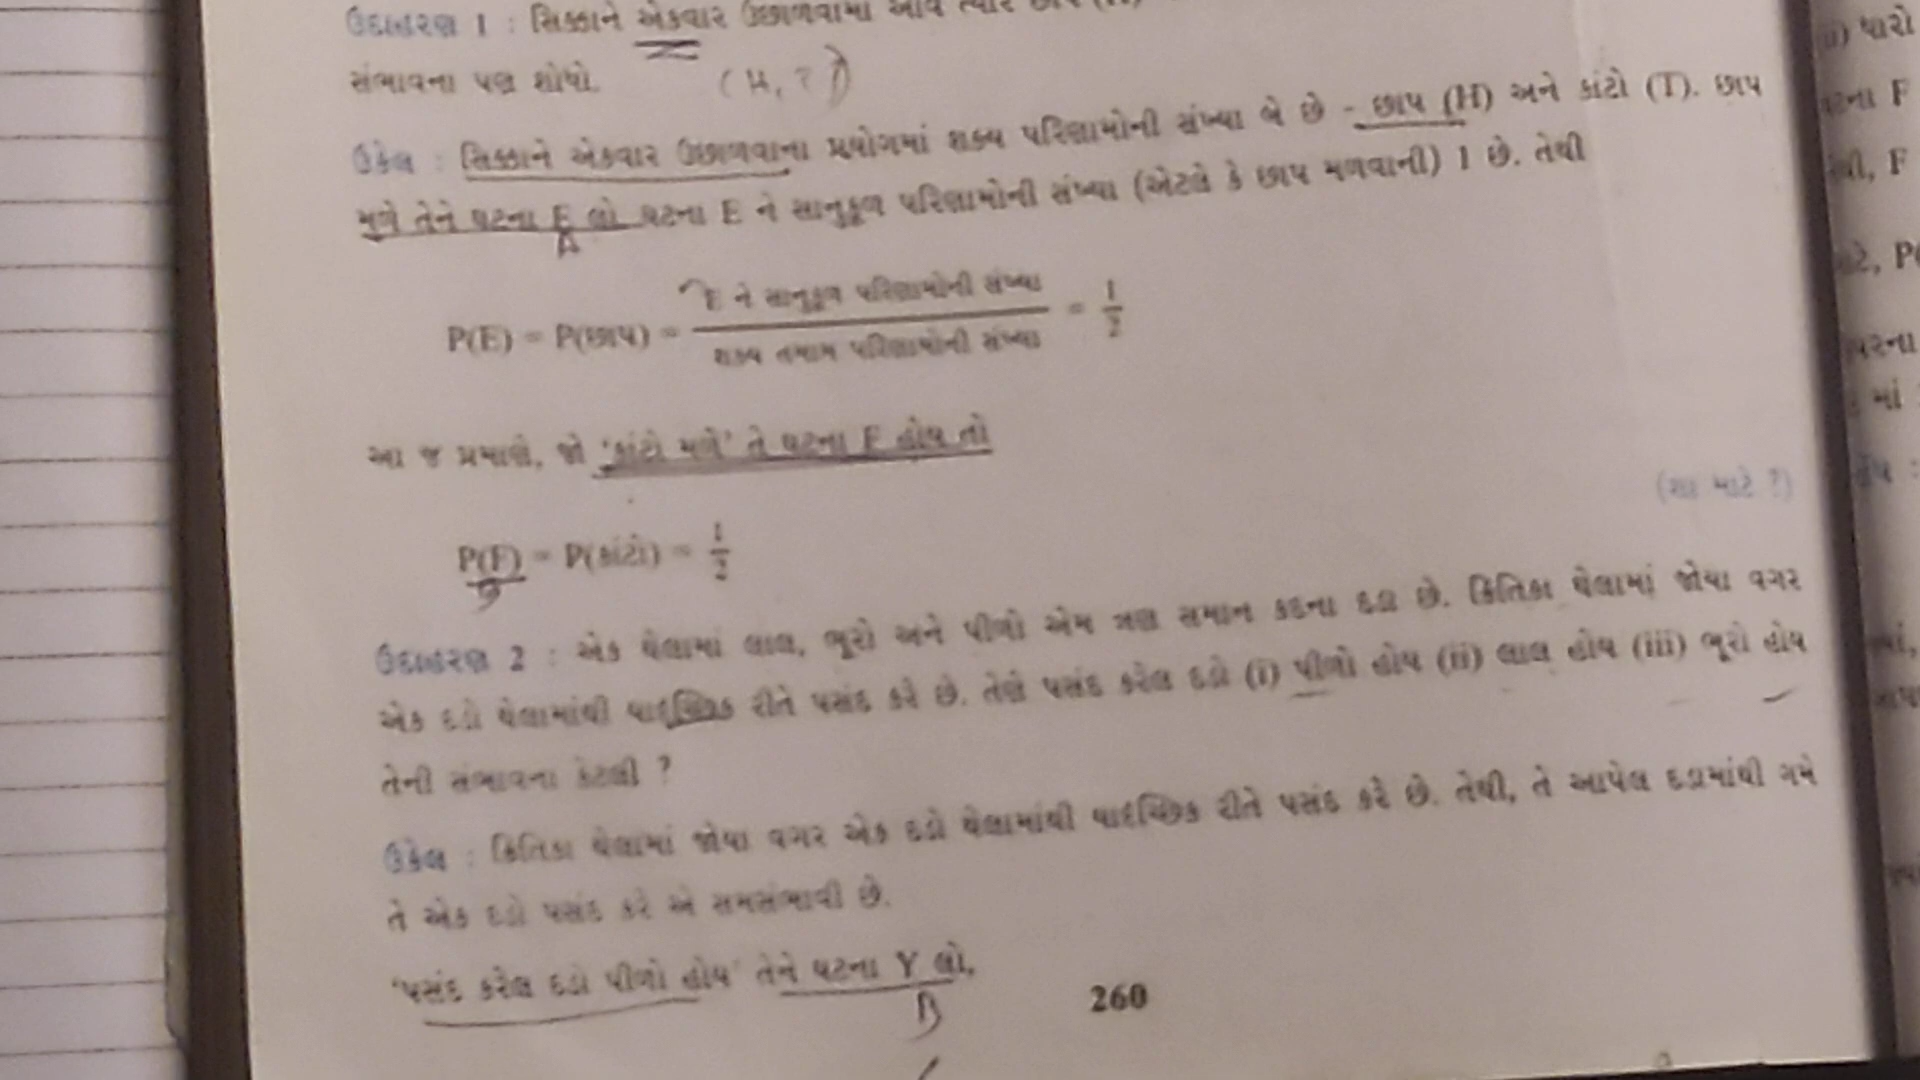 ઉદાહરણ 1 : સિક્કાને એકવાર ઉછાળવામાં આવે ત્યારે
સંભાવના પણ શોધો.
(H, T)
ઉકેલ : સિક્કાને એકવાર ઉછાળવાના પ્રયોગમાં શક્ય પરિણામોની સંખ્યા બે છે - છાપ (H) અને કાંટો (T). છાપ
મળે તેને ઘટના E લો. ઘટના E ને સાનુકૂળ પરિણામોની સંખ્યા (એટલે કે છાપ મળવાની) 1 છે. તેથી
A
P(E) = P(છાપ) = E ને સાનુકૂળ પરિણામોની સંખ્યા / શક્ય તમામ પરિણામોની સંખ્યા = 1/2
આ જ પ્રમાણે, જો 'કાંટો મળે' તે ઘટના F હોય તો
P(F) = P(કાંટો) = 1/2
(શા માટે ?)
ઉદાહરણ 2 : એક થેલામાં લાલ, ભૂરો અને પીળો એમ ત્રણ સમાન કદના દડા છે. ક્રિતિકા થેલામાં જોયા વગર
એક દડો થેલામાંથી યાદચ્છિક રીતે પસંદ કરે છે. તેણે પસંદ કરેલ દડો (i) પીળો હોય (ii) લાલ હોય (iii) ભૂરો હોય
તેની સંભાવના કેટલી ?
ઉકેલ : ક્રિતિકા થેલામાં જોયા વગર એક દડો થેલામાંથી યાદચ્છિક રીતે પસંદ કરે છે. તેથી, તે આપેલ દડામાંથી ગમે
તે એક દડો પસંદ કરે એ સમસંભાવી છે.
'પસંદ કરેલ દડો પીળો હોય' તેને ઘટના Y લો,
B
260